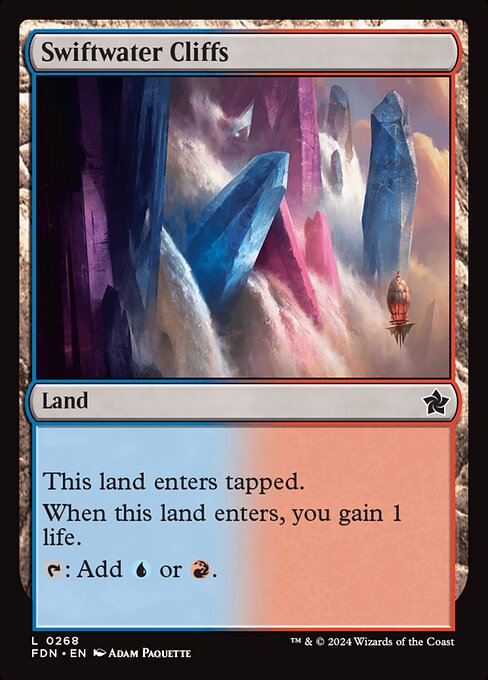 Swiftwater Cliffs
Land
This land enters tapped.
When this land enters, you gain 1
life.
: Add or .
L 0268
™ & © 2024 Wizards of the Coast
FDN • EN Adam Paquette